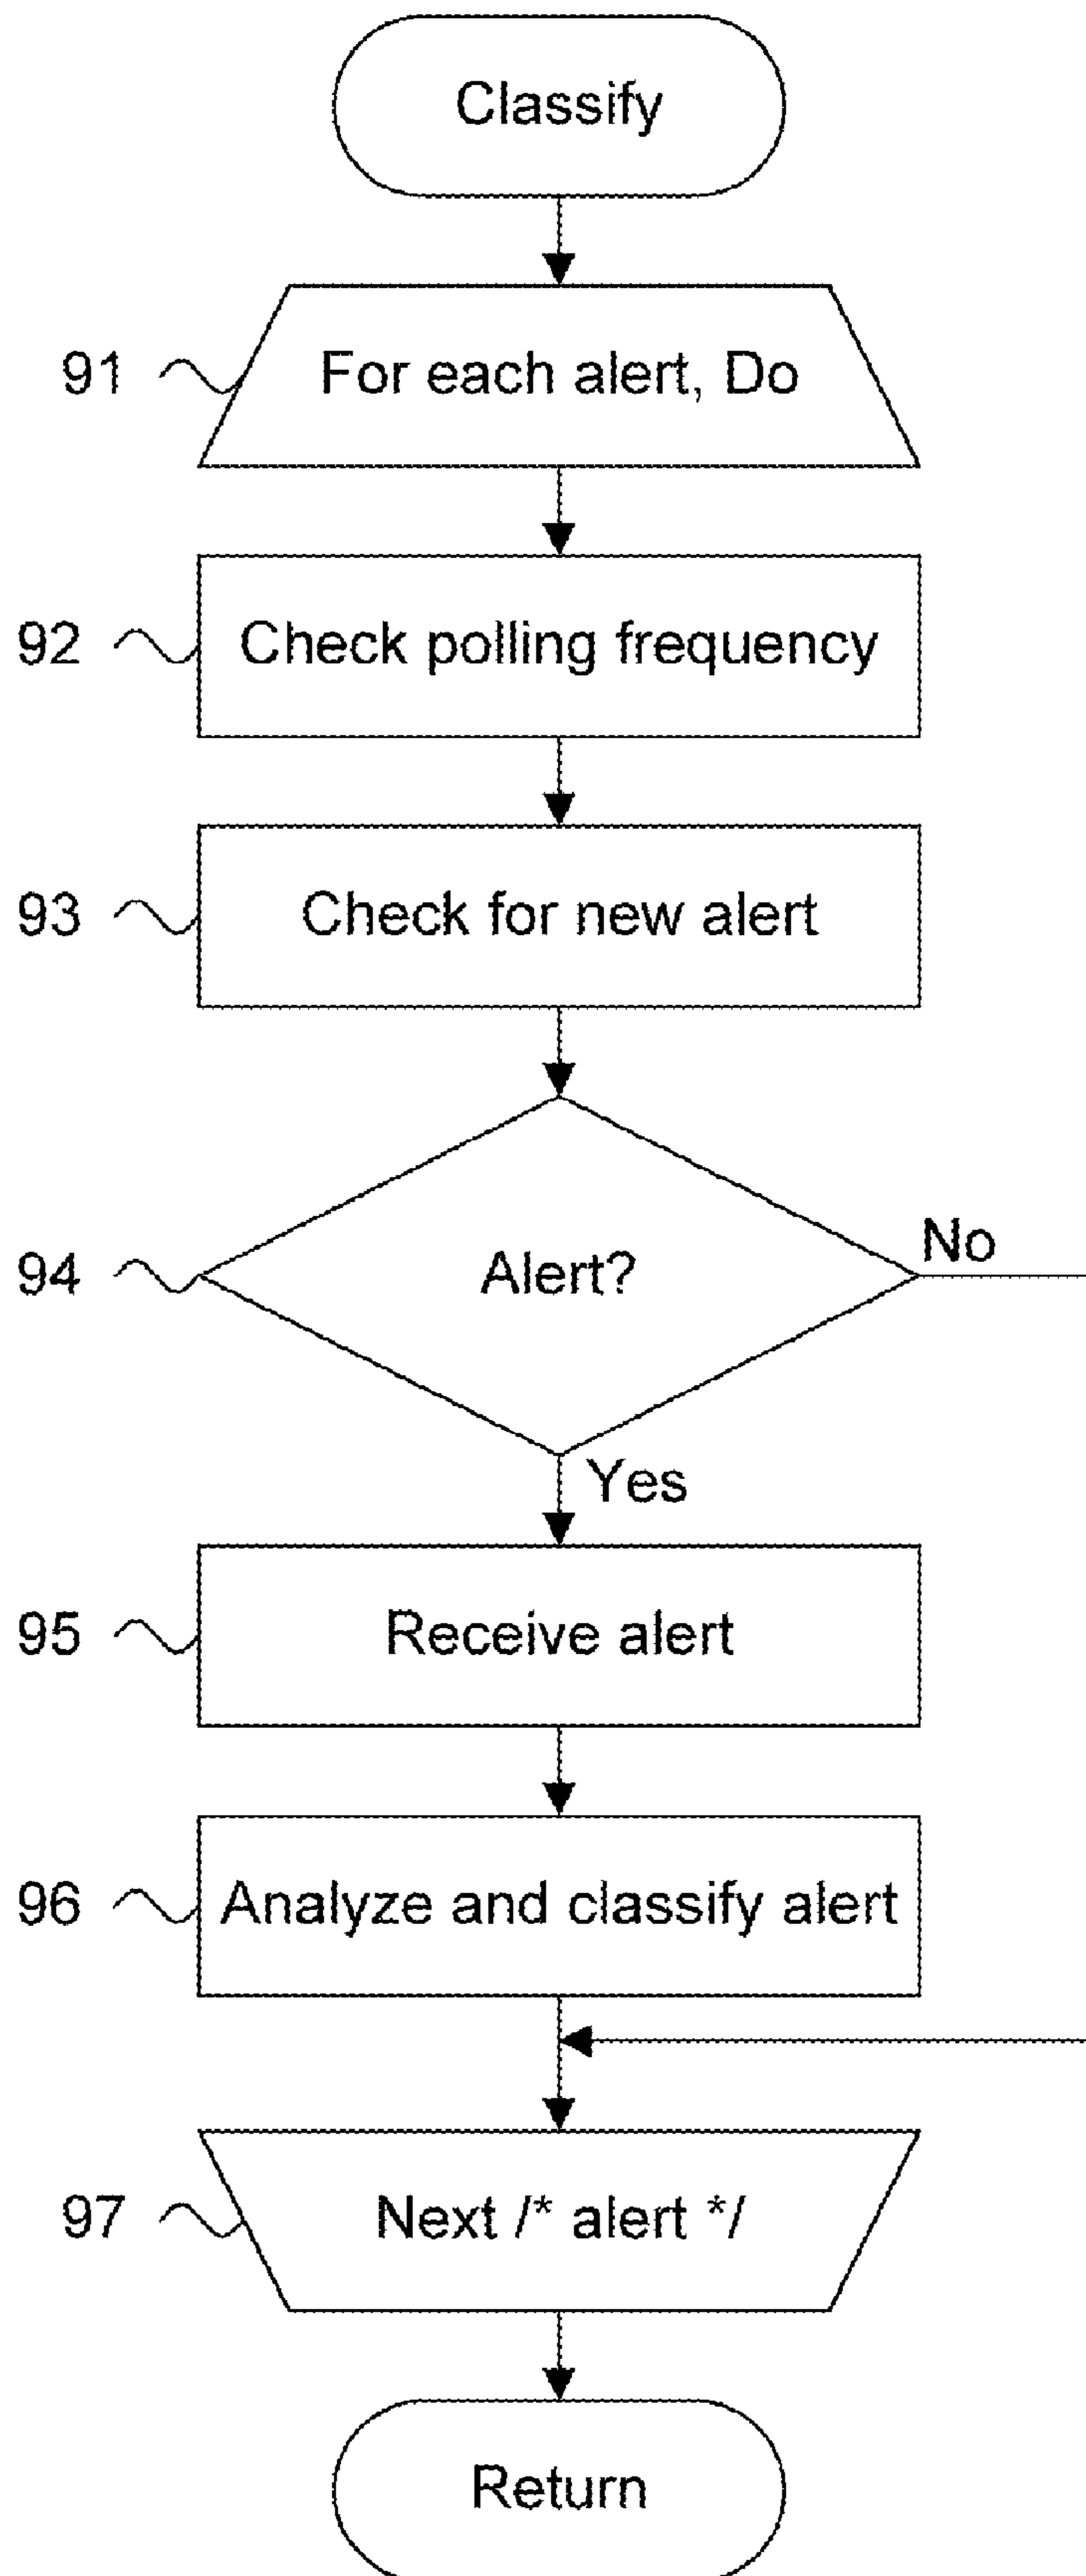 Classify
91 For each alert, Do
92 Check polling frequency
93 Check for new alert
94 Alert? No
Yes
95 Receive alert
96 Analyze and classify alert
97 Next /* alert */
Return